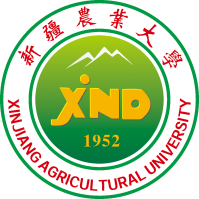 新疆農業大學
XND
1952
XINJIANG AGRICULTURAL UNIVERSITY